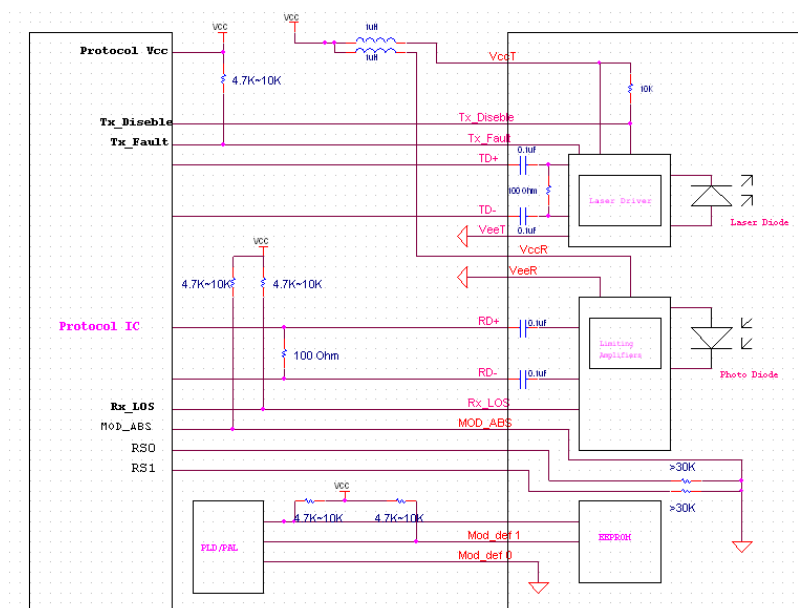 Vcc
Vcc
1uH
1uH
Protocol Vcc
VccT
4.7K~10K
10K
Tx_Diseble
Tx_Diseble
Tx_Fault
Tx_Fault
0.1uf
TD+
100 Ohm
Laser Driver
TD-
0.1uf
Laser Diode
VeeT
Vcc
VccR
VeeR
4.7K~10K
4.7K~10K
Protocol IC
RD+
0.1uf
100 Ohm
Limiting
Amplifiers
RD-
0.1uf
Photo Diode
Rx_LOS
Rx_LOS
MOD_ABS
MOD_ABS
RS0
RS1
>30K
>30K
Vcc
4.7K~10K
4.7K~10K
PLD/PAL
Mod_def 1
EEPROM
Mod_def 0